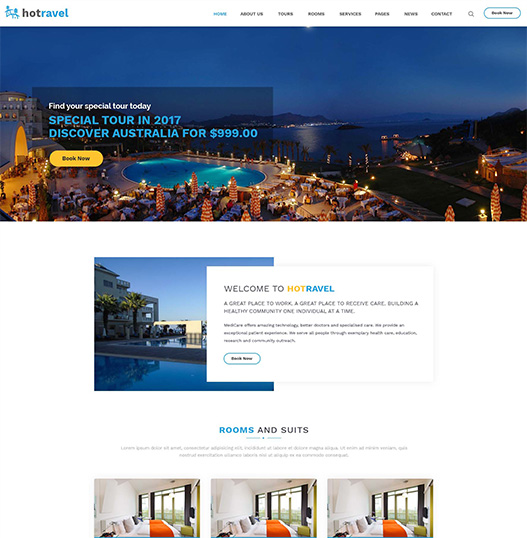 hotravel
HOME ABOUT US TOURS ROOMS SERVICES PAGES NEWS CONTACT Book Now
Find your special tour today
SPECIAL TOUR IN 2017
DISCOVER AUSTRALIA FOR $999.00
Book Now
WELCOME TO HOTRAVEL
A GREAT PLACE TO WORK. A GREAT PLACE TO RECEIVE CARE. BUILDING A
HEALTHY COMMUNITY ONE INDIVIDUAL AT A TIME.
MediCare offers amazing technology, better doctors and specialised care. We provide an
exceptional patient experience. We serve all people through exemplary health care, education,
research and community outreach.
Book Now
ROOMS AND SUITS
Lorem ipsum dolor sit amet, consectetur adipiscing elit, incididunt ut labore et dolore magna aliqua. Ut enim ad minim veniam, quis
nostrud exercitation ullamco laboris nisi ut aliquip ex ea commodo consequat.